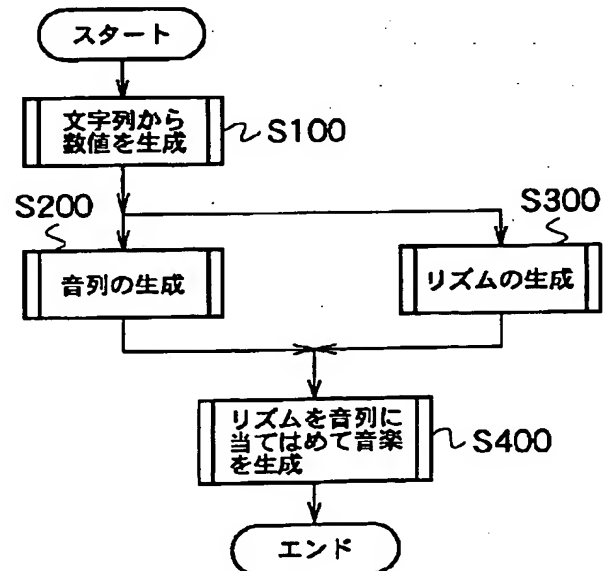 スタート
文字列から
数値を生成
S100
S200
S300
音列の生成
リズムの生成
リズムを音列に
当てはめて音楽
を生成
S400
エンド